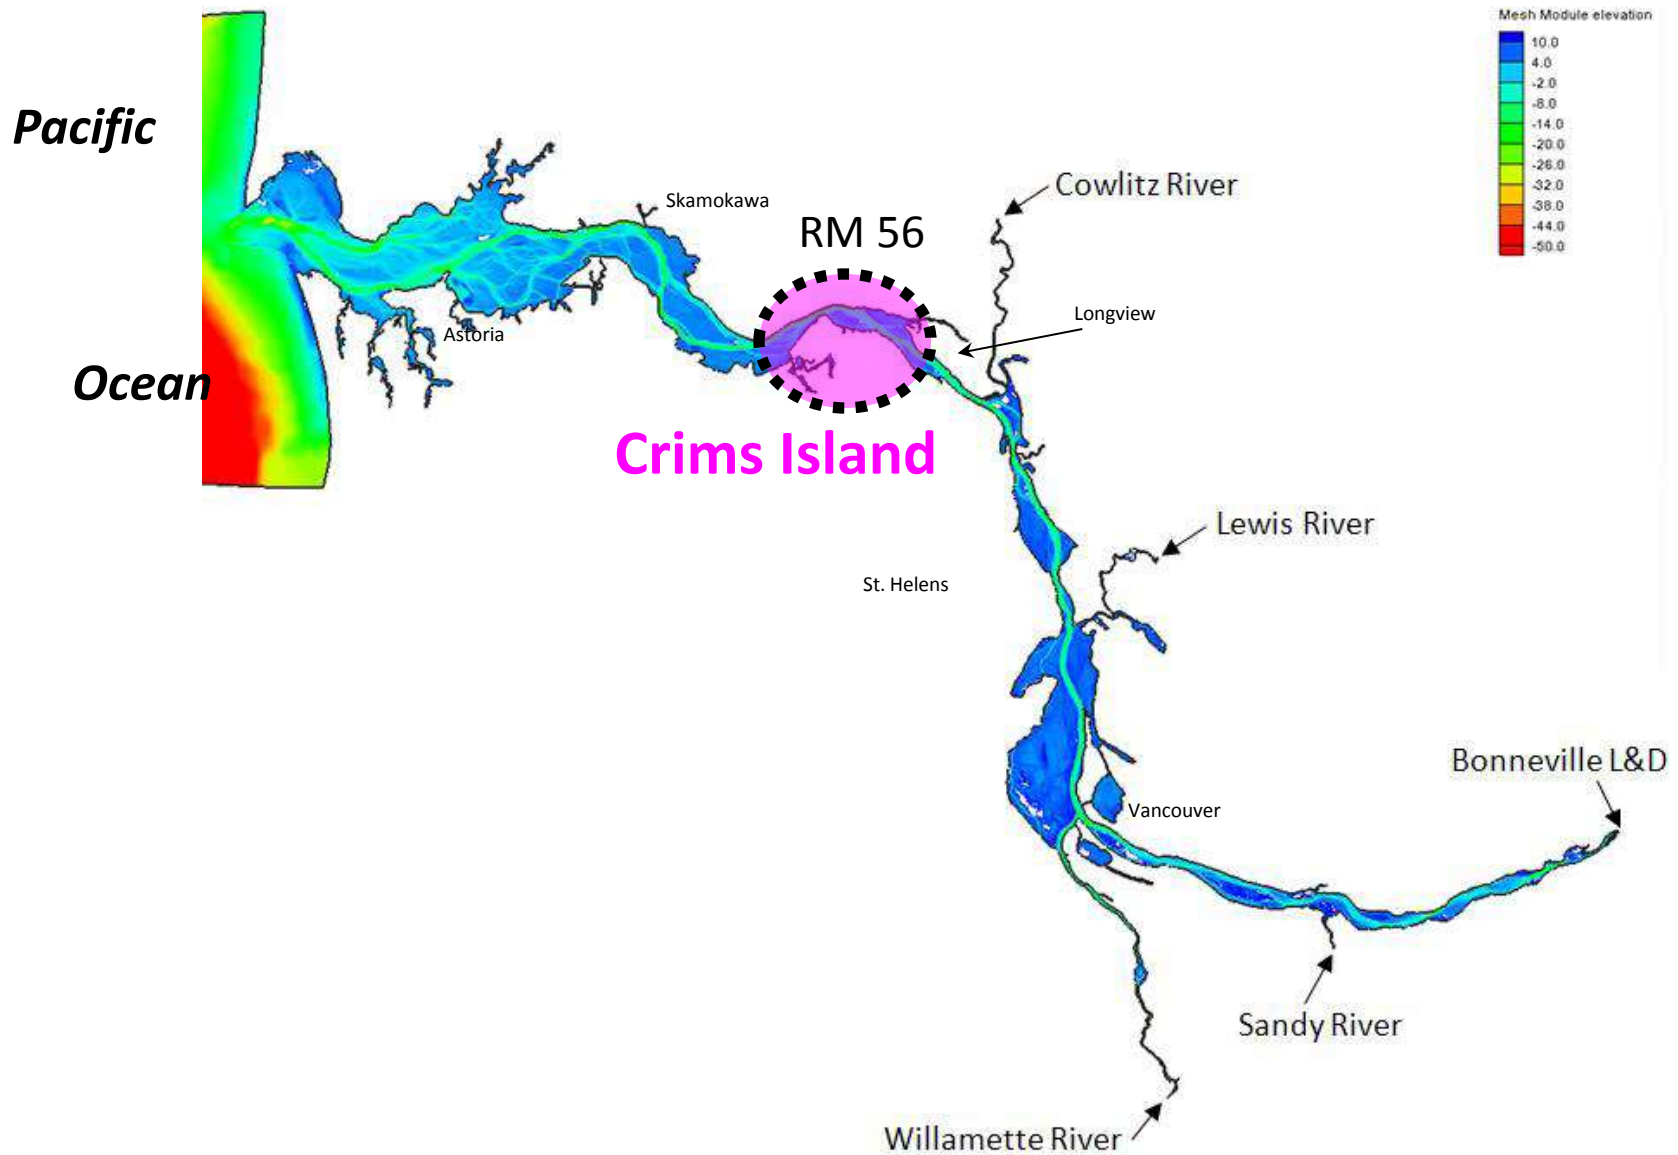 Mesh Module elevation
10.0
4.0
-2.0
-8.0
-14.0
-20.0
-26.0
-32.0
-38.0
-44.0
-50.0
Pacific
Ocean
Skamokawa
Astoria
RM 56
Crims Island
Cowlitz River
Longview
Lewis River
St. Helens
Bonneville L&D
Vancouver
Sandy River
Willamette River